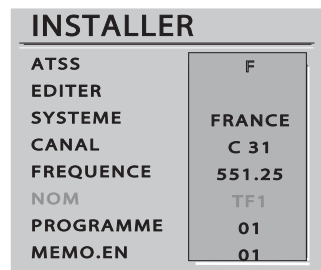 INSTALLER
ATSS F
EDITER
SYSTEME FRANCE
CANAL C 31
FREQUENCE 551.25
NOM TF1
PROGRAMME 01
MEMO.EN 01